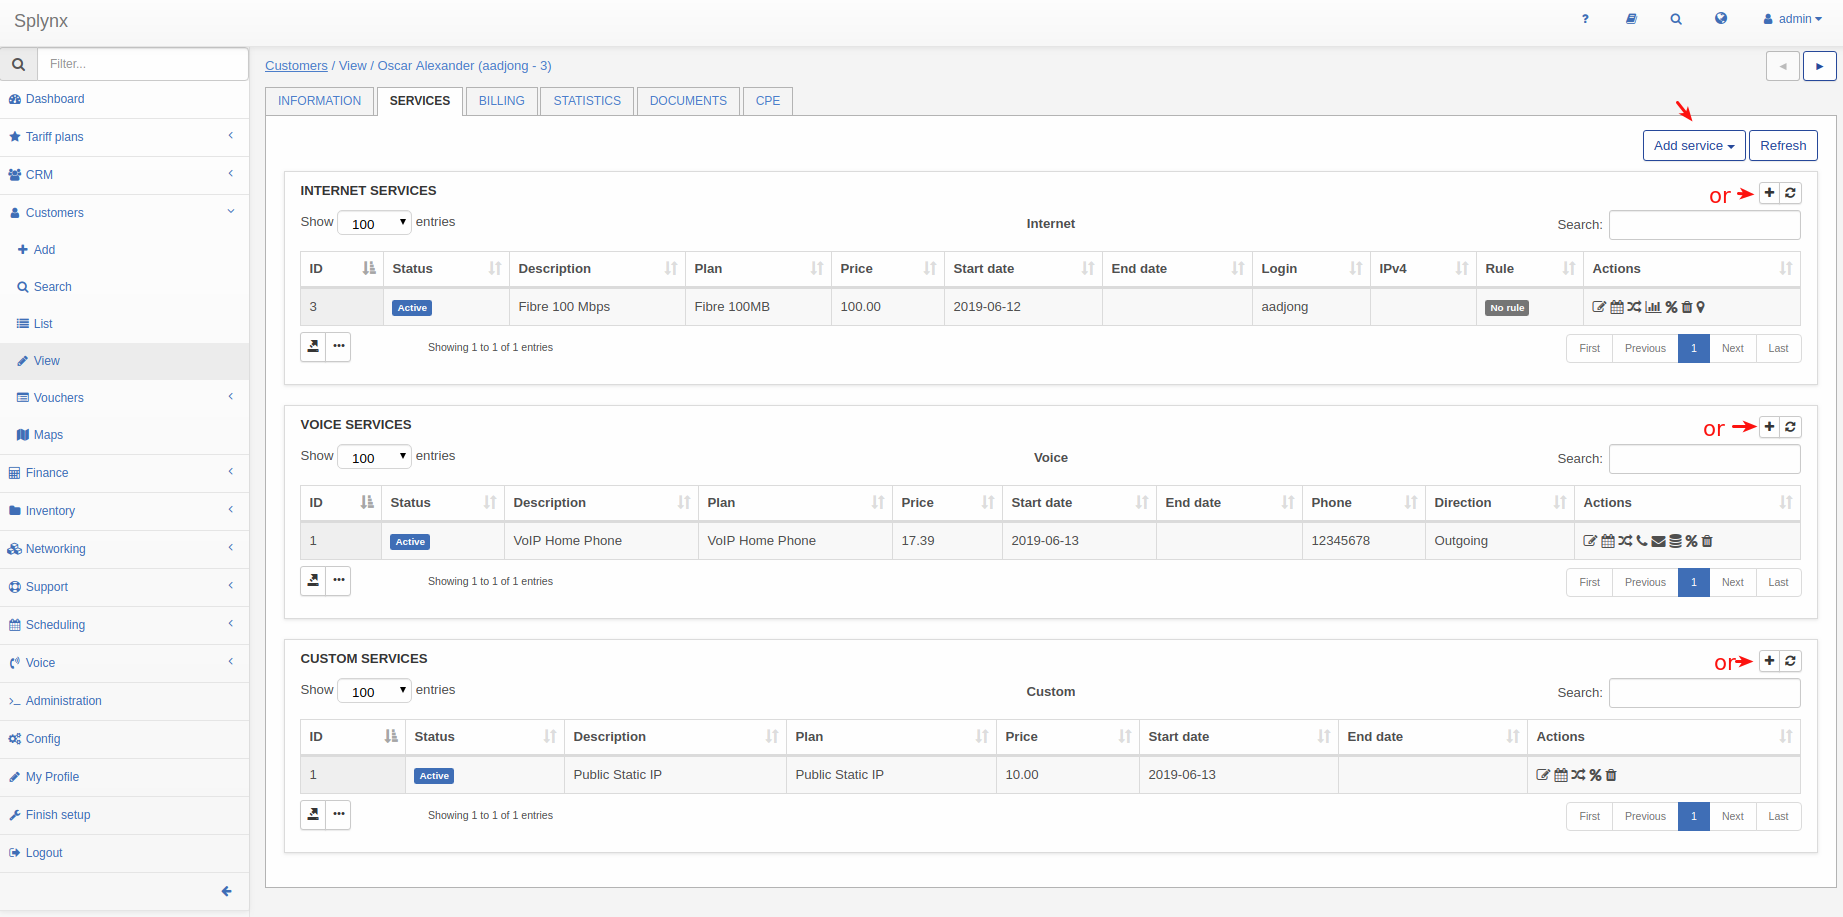 Splynx
? admin
Filter...
Customers / View / Oscar Alexander (aadjong - 3)
Dashboard
Tariff plans
CRM
Customers
Add
Search
List
View
Vouchers
Maps
Finance
Inventory
Networking
Support
Scheduling
Voice
Administration
Config
My Profile
Finish setup
Logout
INFORMATION SERVICES BILLING STATISTICS DOCUMENTS CPE
Add service Refresh
INTERNET SERVICES
or
Show 100 entries Internet Search:
ID Status Description Plan Price Start date End date Login IPv4 Rule Actions
3 Active Fibre 100 Mbps Fibre 100MB 100.00 2019-06-12 aadjong No rule
Showing 1 to 1 of 1 entries First Previous 1 Next Last
VOICE SERVICES
or
Show 100 entries Voice Search:
ID Status Description Plan Price Start date End date Phone Direction Actions
1 Active VoIP Home Phone VoIP Home Phone 17.39 2019-06-13 12345678 Outgoing
Showing 1 to 1 of 1 entries First Previous 1 Next Last
CUSTOM SERVICES
or
Show 100 entries Custom Search:
ID Status Description Plan Price Start date End date Actions
1 Active Public Static IP Public Static IP 10.00 2019-06-13
Showing 1 to 1 of 1 entries First Previous 1 Next Last